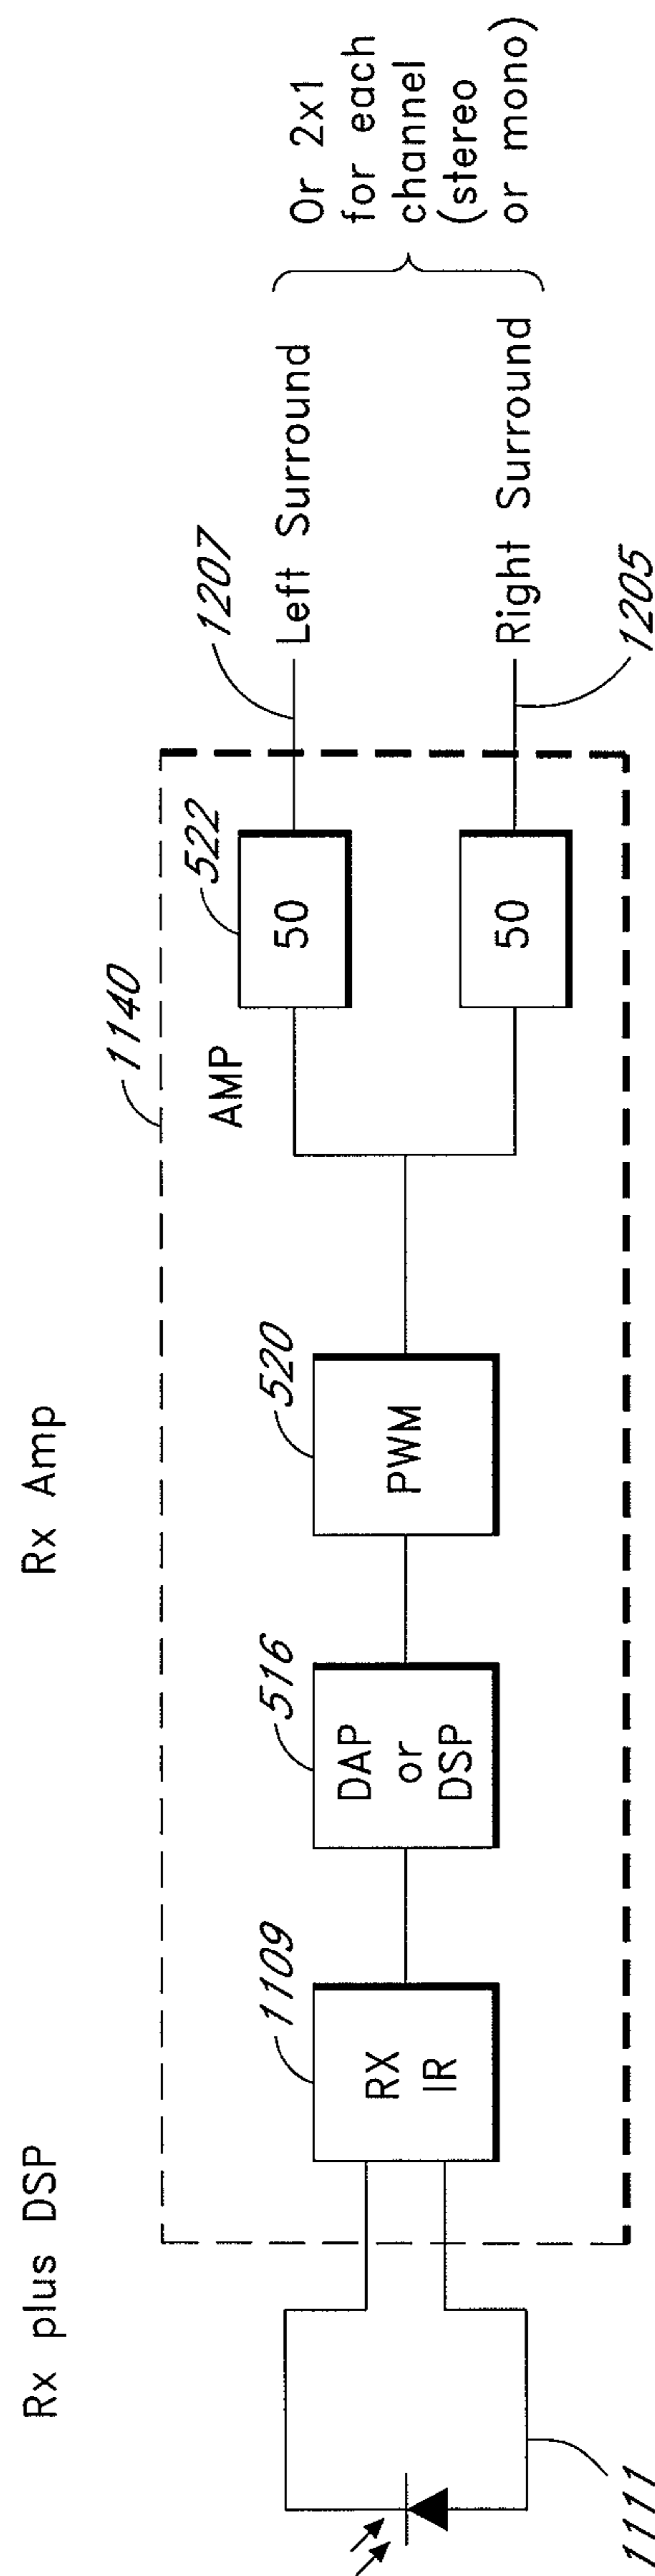 Rx plus DSP
Rx Amp
1140
1109
516
520
522
1207
AMP
RX
IR
DAP
or
DSP
PWM
50
50
Left Surround
Right Surround
Or 2x1
for each
channel
(stereo
or mono)
1111
1205